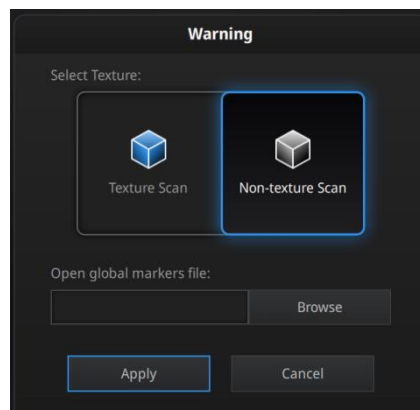 Warning
Select Texture:
Texture Scan
Non-texture Scan
Open global markers file:
Browse
Apply
Cancel